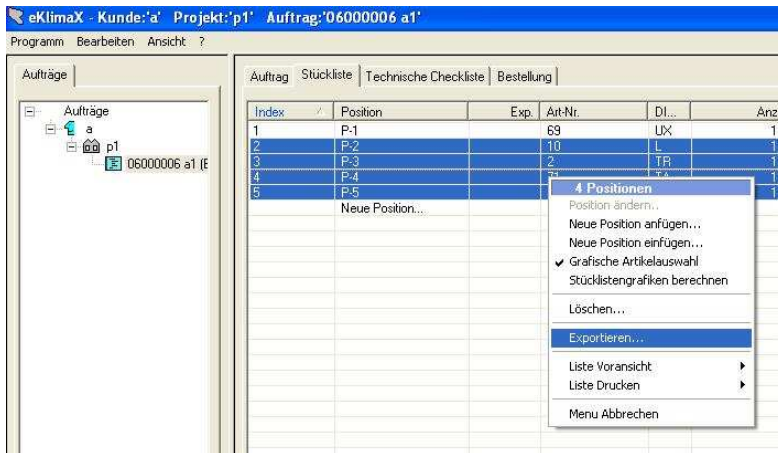 eKlimaX - Kunde:'a' Projekt:'p1' Auftrag:'06000006 a1'
Programm Bearbeiten Ansicht ?
Aufträge
Auftrag Stückliste Technische Checkliste Bestellung
Aufträge
a
p1
06000006 a1 (E
Index Position Exp. Art-Nr. DI... Anz
1 P-1 69 UX 1
2 P-2 10 L 1
3 P-3 2 TR 1
4 P-4 71 TA 1
5 P-5 1
Neue Position...
4 Positionen
Position ändern..
Neue Position anfügen...
Neue Position einfügen...
Grafische Artikelauswahl
Stücklistengrafiken berechnen
Löschen...
Exportieren...
Liste Voransicht
Liste Drucken
Menu Abbrechen